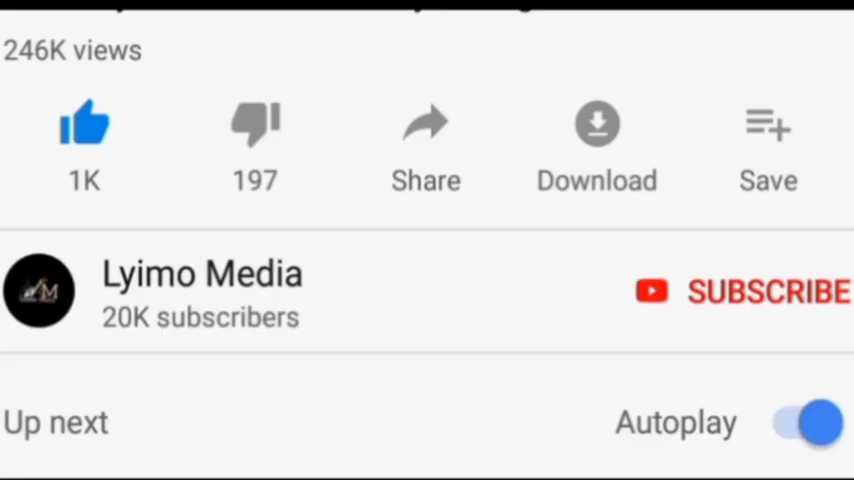 246K views
1K 197 Share Download Save
Lyimo Media
SUBSCRIBE
20K subscribers
Up next Autoplay